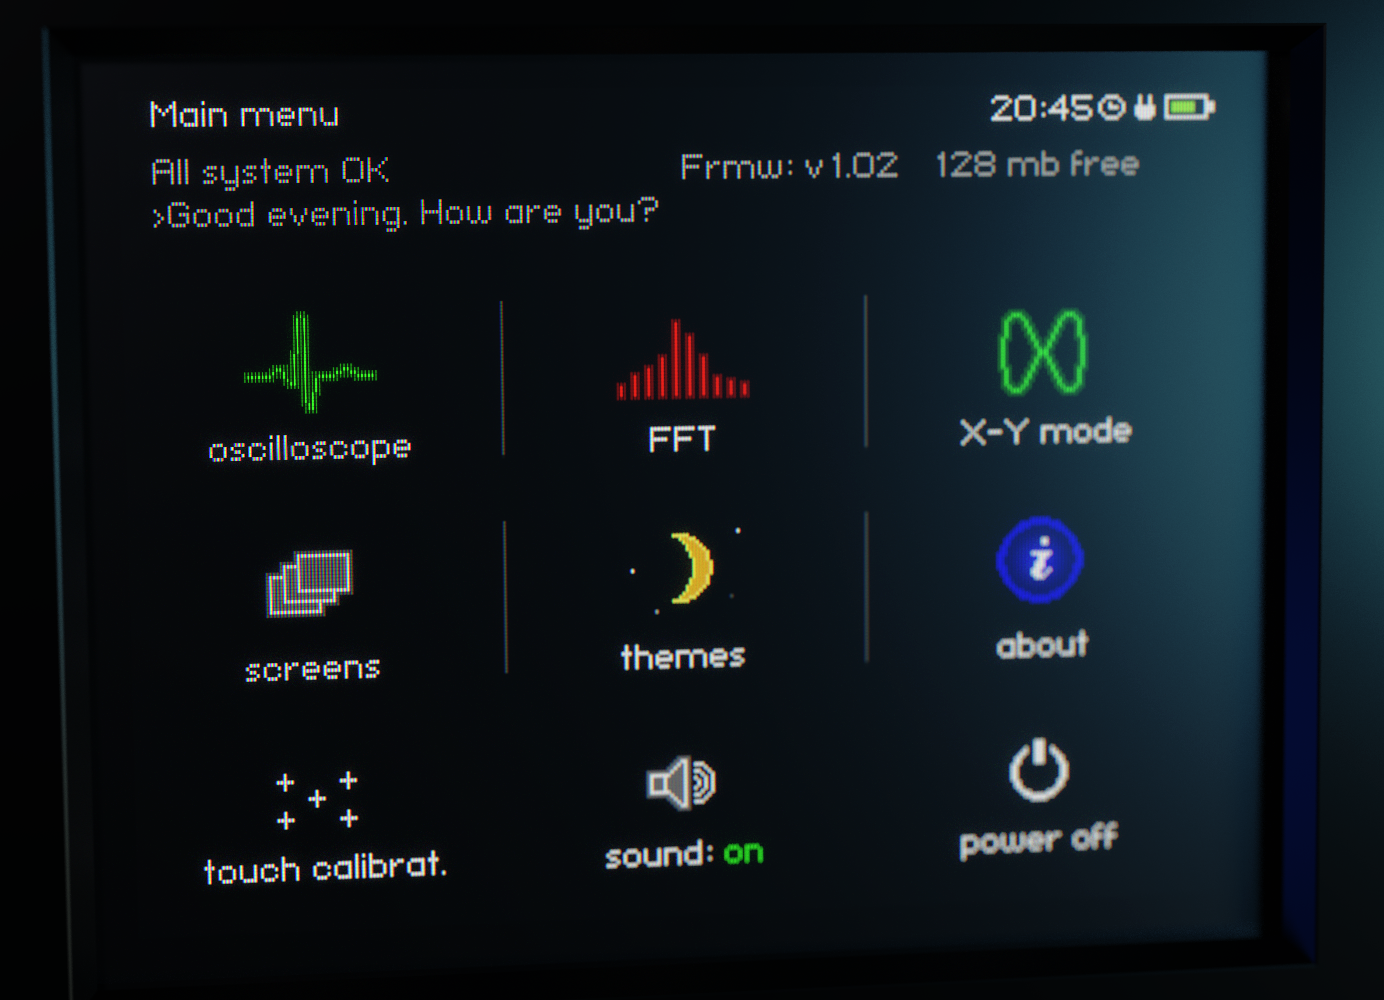 Main menu 20:45
All system OK Frmw: v1.02 128 mb free
>Good evening. How are you?
oscilloscope FFT X-Y mode
screens themes about
touch calibrat. sound: on power off